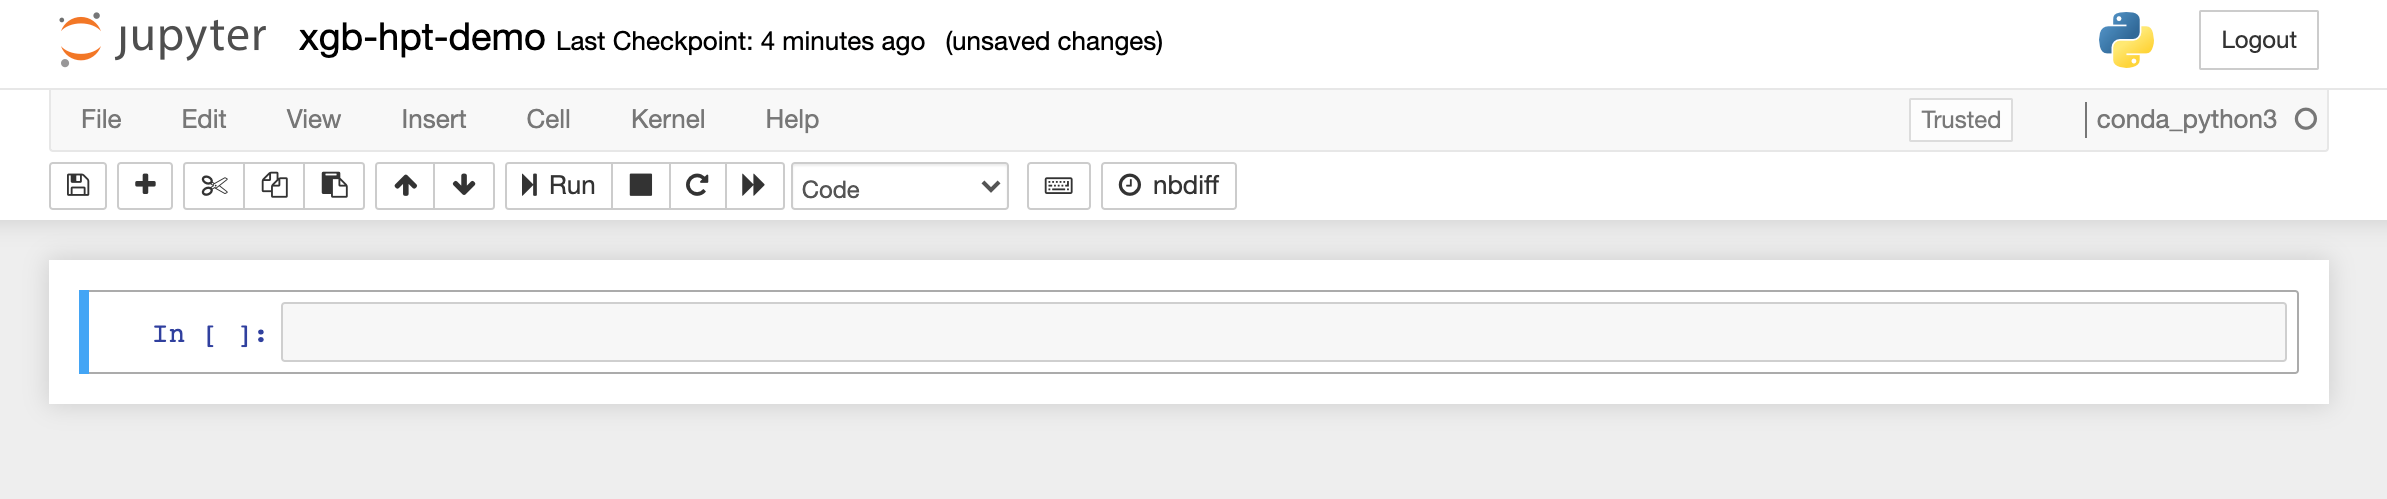 jupyter xgb-hpt-demo Last Checkpoint: 4 minutes ago (unsaved changes) Logout
File Edit View Insert Cell Kernel Help Trusted conda_python3
Run Code nbdiff
In [ ]: